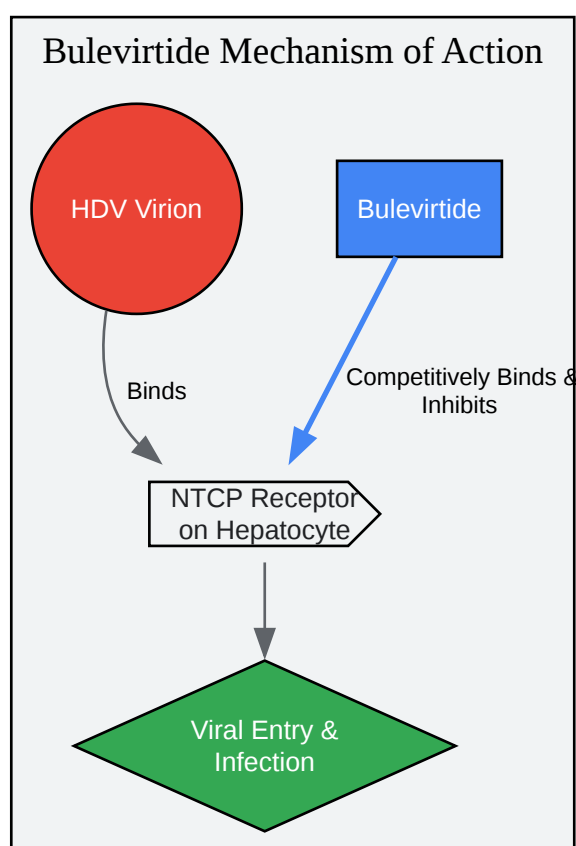 Bulevirtide Mechanism of Action
HDV Virion
Bulevirtide
Binds
Competitively Binds &
Inhibits
NTCP Receptor
on Hepatocyte
Viral Entry &
Infection